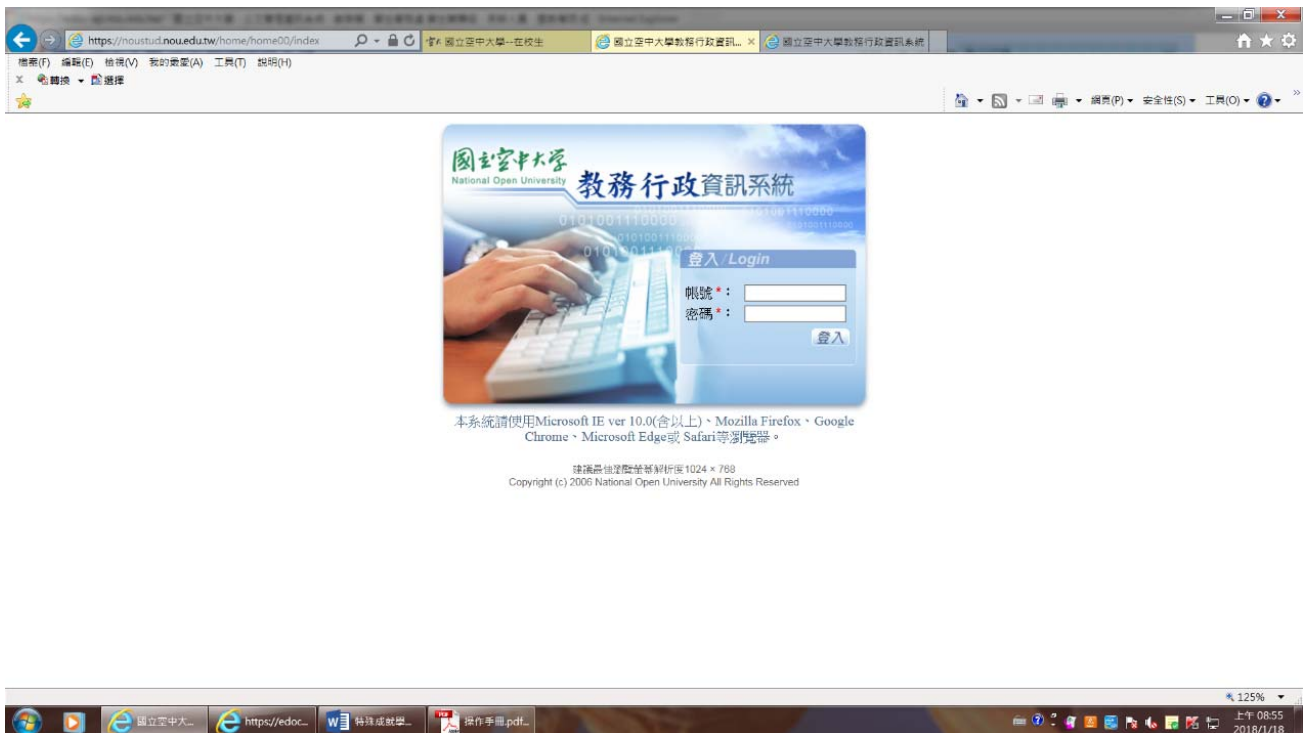 https://noustud.nou.edu.tw/home/home00/index
國立空中大學--在校生
國立空中大學教務行政資訊...
國立空中大學教務行政資訊系統
檔案(F) 編輯(E) 檢視(V) 我的最愛(A) 工具(T) 說明(H)
x 轉換 選擇
網頁(P) 安全性(S) 工具(O)
國立空中大學
National Open University
教務行政資訊系統
登入/Login
帳號*：
密碼*：
登入
本系統請使用Microsoft IE ver 10.0(含以上)、Mozilla Firefox、Google
Chrome、Microsoft Edge或 Safari等瀏覽器。
建議最佳瀏覽螢幕解析度1024 × 768
Copyright (c) 2006 National Open University All Rights Reserved
125%
國立空中大...
https://edoc...
特殊成就學...
操作手冊.pdf...
上午 08:55
2018/1/18